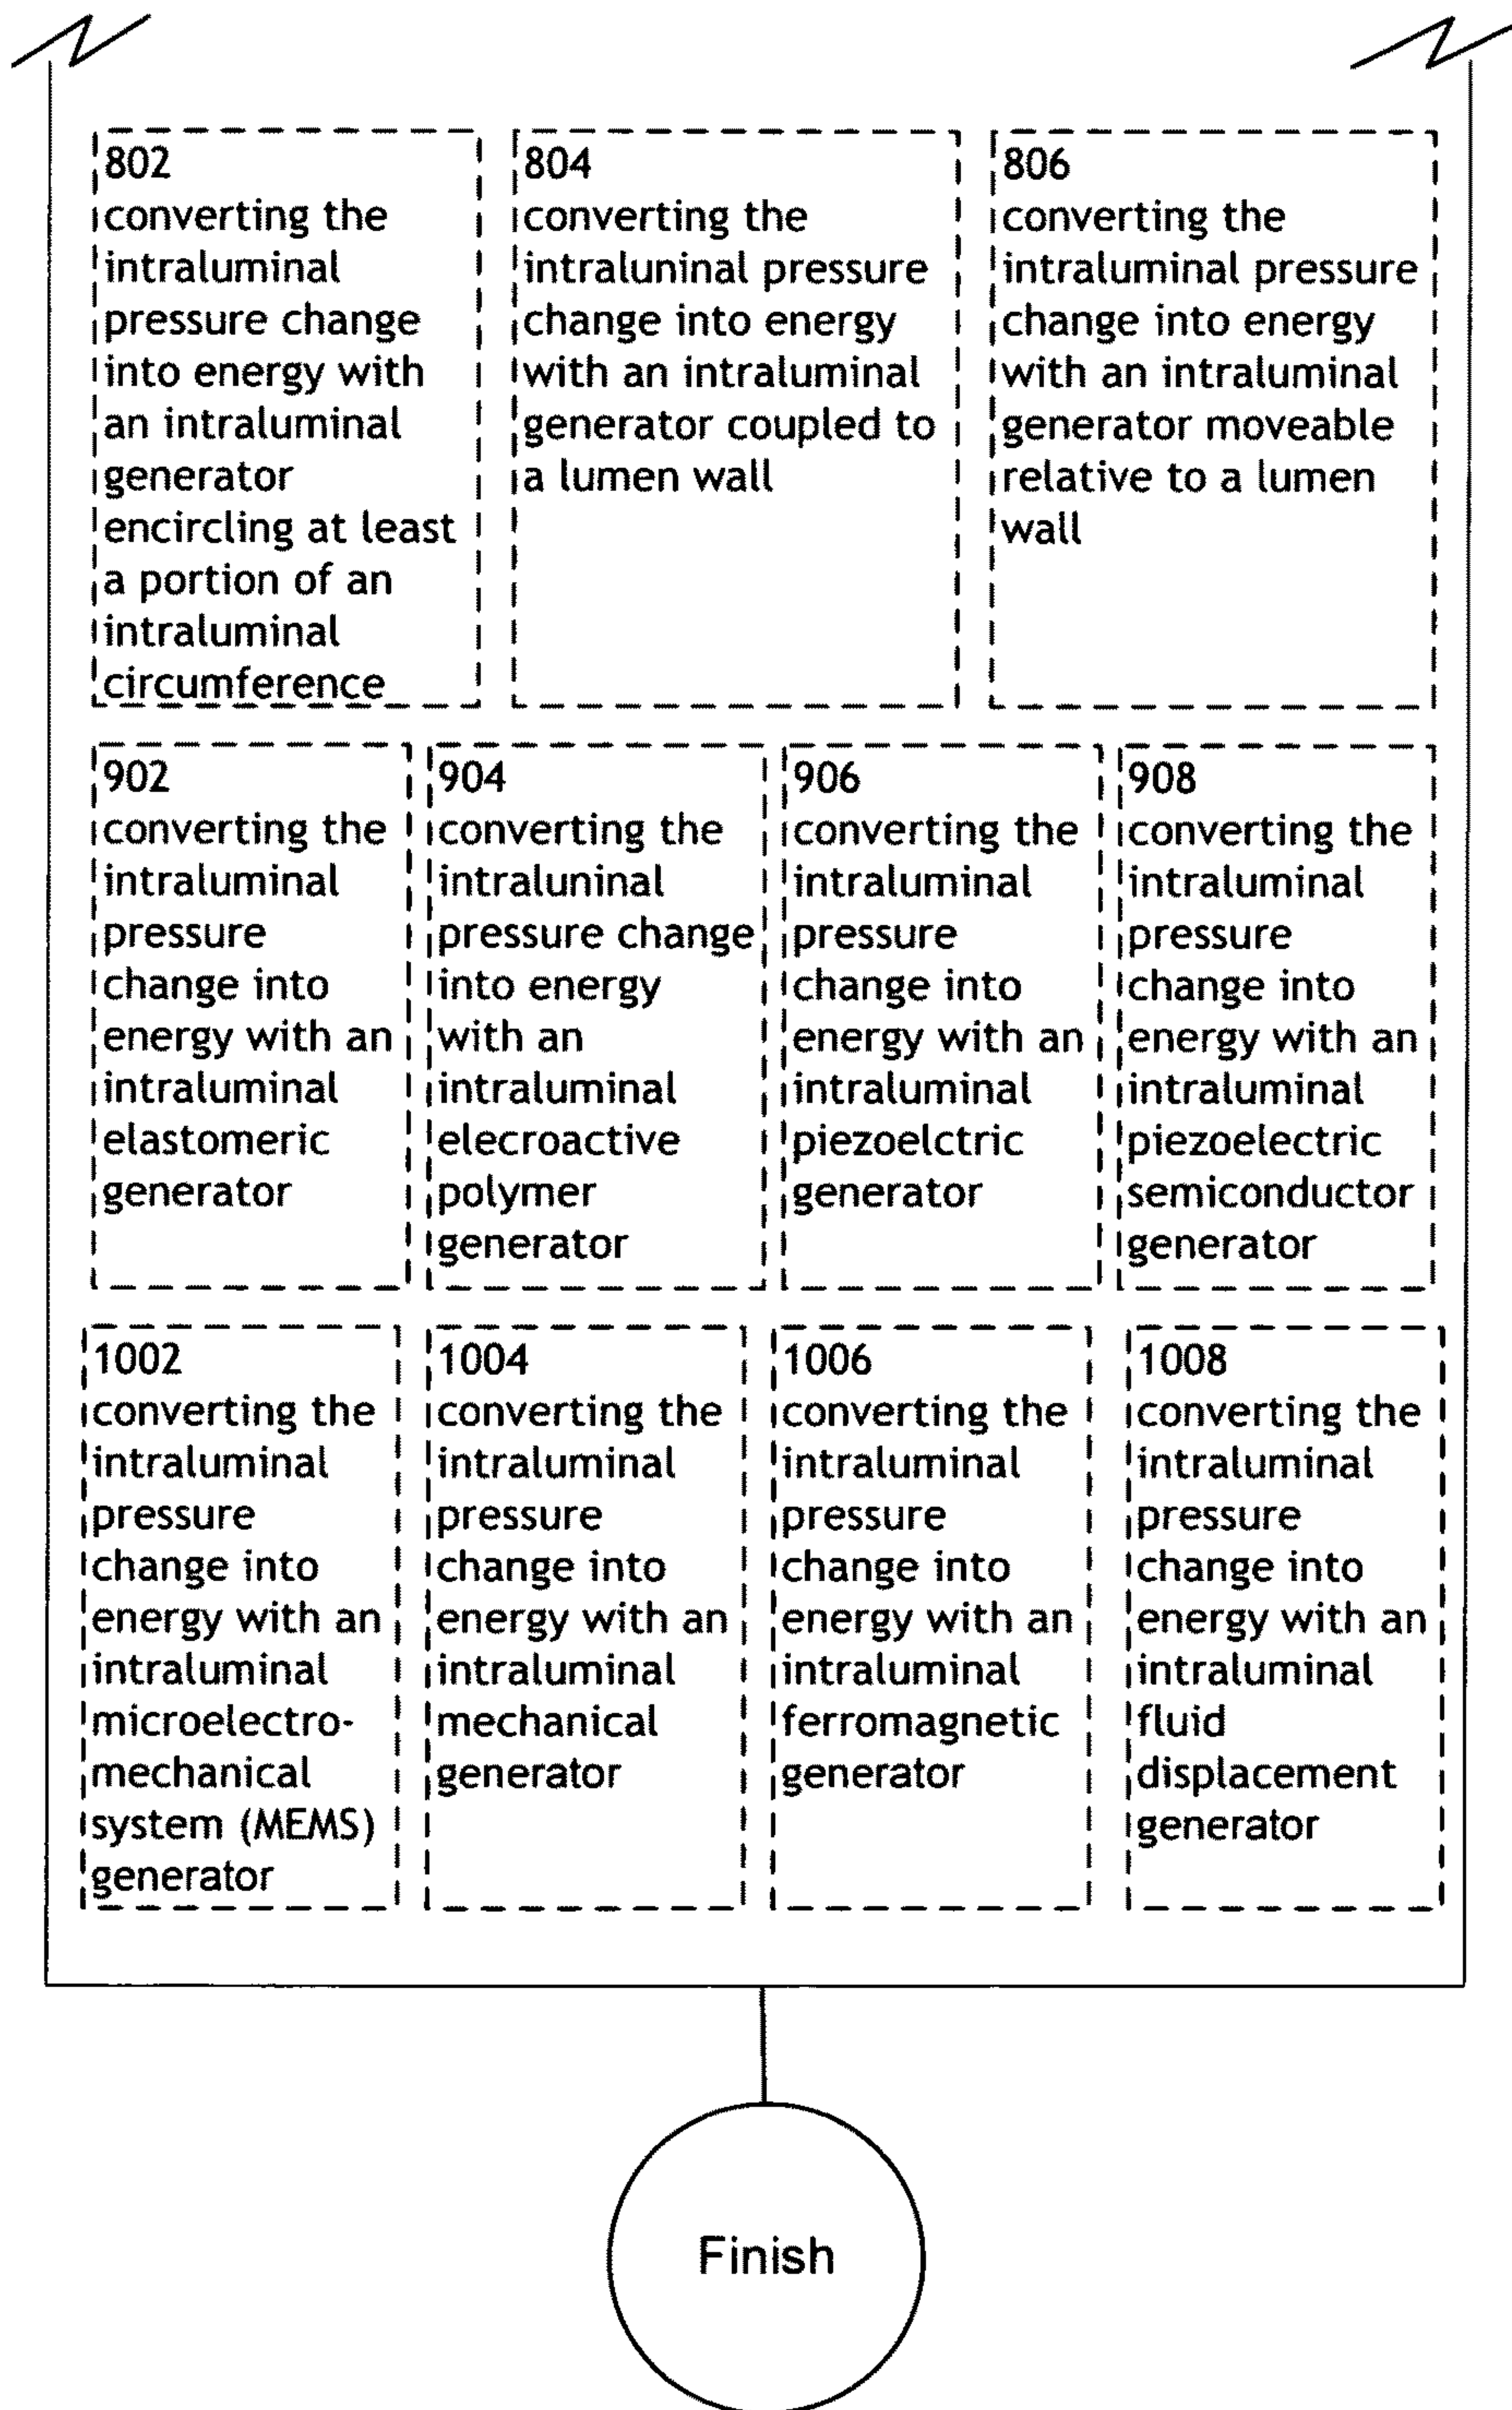 802
converting the
intraluminal
pressure change
into energy with
an intraluminal
generator
encircling at least
a portion of an
intraluminal
circumference
804
converting the
intraluninal pressure
change into energy
with an intraluminal
generator coupled to
a lumen wall
806
converting the
intraluminal pressure
change into energy
with an intraluminal
generator moveable
relative to a lumen
wall
902
converting the
intraluminal
pressure
change into
energy with an
intraluminal
elastomeric
generator
904
converting the
intraluninal
pressure change
into energy
with an
intraluminal
elecroactive
polymer
generator
906
converting the
intraluminal
pressure
change into
energy with an
intraluminal
piezoelctric
generator
908
converting the
intraluminal
pressure
change into
energy with an
intraluminal
piezoelectric
semiconductor
generator
1002
converting the
intraluminal
pressure
change into
energy with an
intraluminal
microelectro-
mechanical
system (MEMS)
generator
1004
converting the
intraluminal
pressure
change into
energy with an
intraluminal
mechanical
generator
1006
converting the
intraluminal
pressure
change into
energy with an
intraluminal
ferromagnetic
generator
1008
converting the
intraluminal
pressure
change into
energy with an
intraluminal
fluid
displacement
generator
Finish